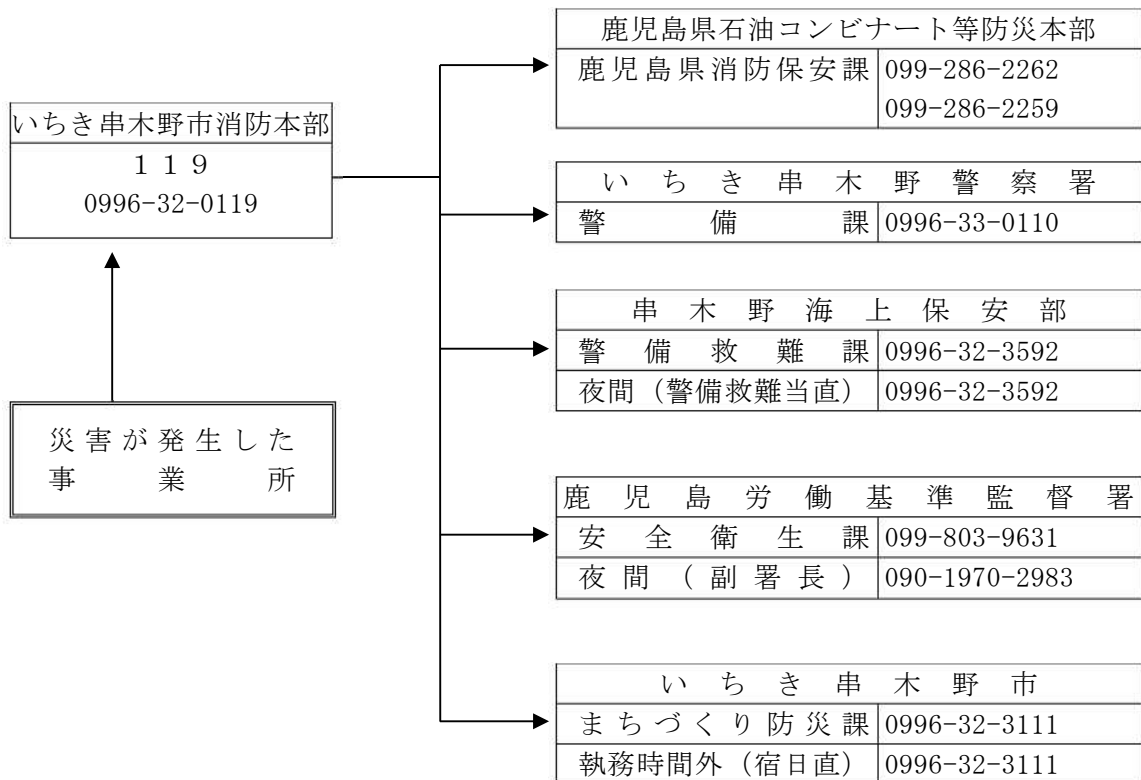 鹿児島県石油コンビナート等防災本部
鹿児島県消防保安課 099-286-2262
099-286-2259
いちき串木野市消防本部
119
0996-32-0119
いちき串木野警察署
警備課 0996-33-0110
串木野海上保安部
警備救難課 0996-32-3592
夜間（警備救難当直） 0996-32-3592
災害が発生した
事業所
鹿児島労働基準監督署
安全衛生課 099-803-9631
夜間（副署長） 090-1970-2983
いちき串木野市
まちづくり防災課 0996-32-3111
執務時間外（宿日直） 0996-32-3111